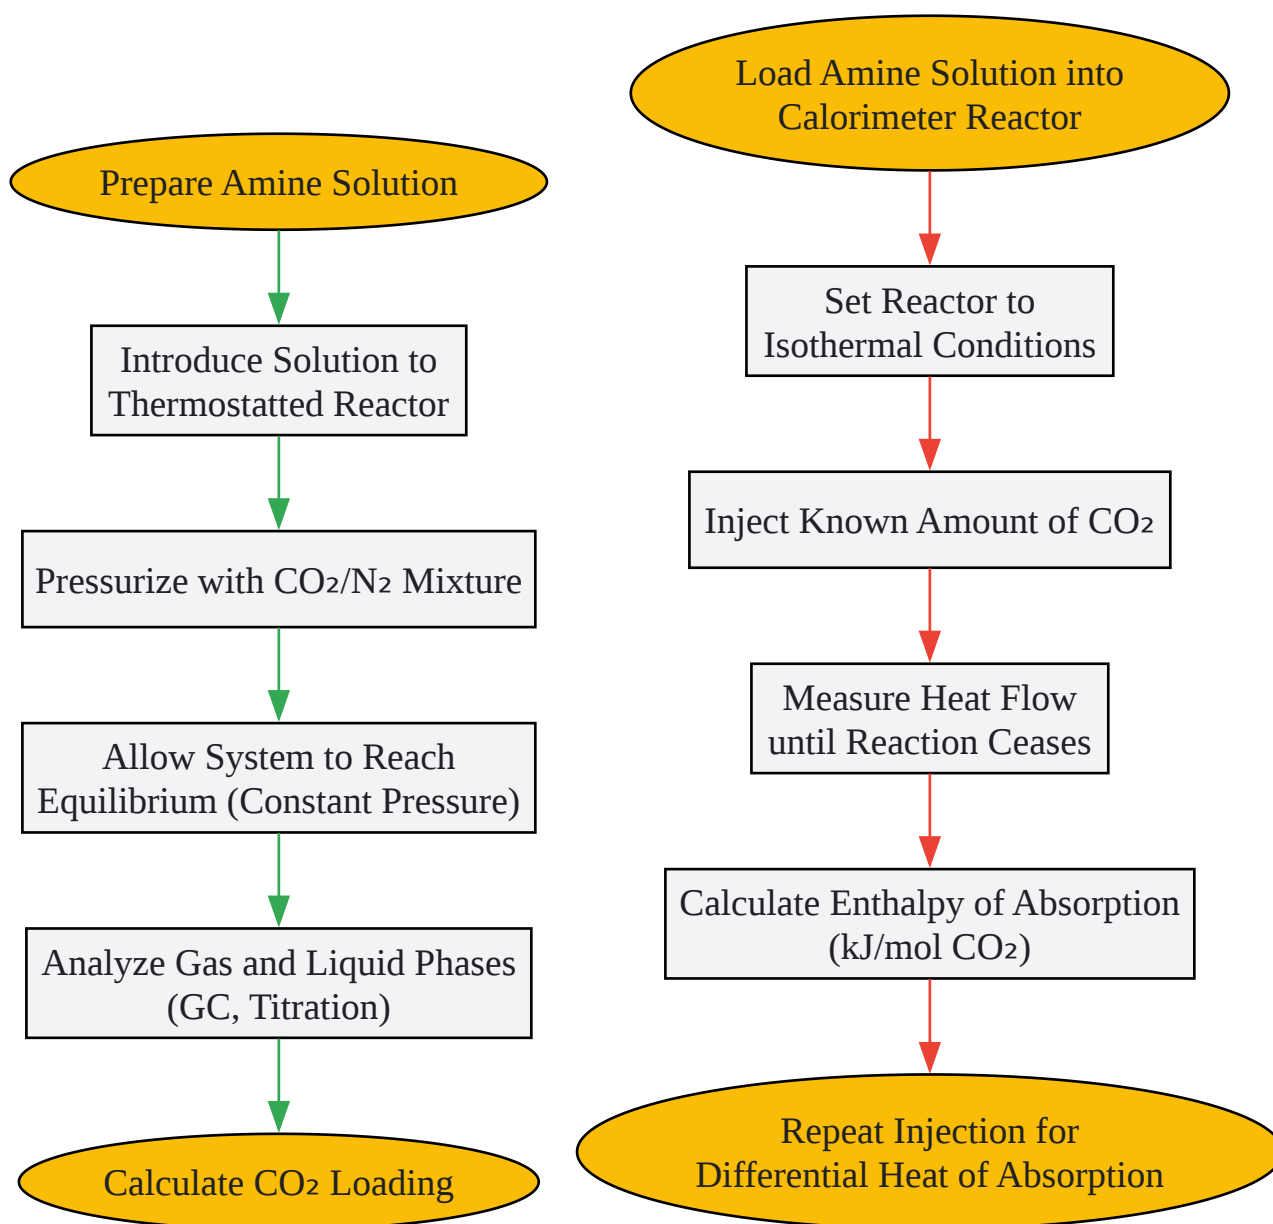 Prepare Amine Solution
Introduce Solution to
Thermostatted Reactor
Pressurize with CO₂/N₂ Mixture
Allow System to Reach
Equilibrium (Constant Pressure)
Analyze Gas and Liquid Phases
(GC, Titration)
Calculate CO₂ Loading
Load Amine Solution into
Calorimeter Reactor
Set Reactor to
Isothermal Conditions
Inject Known Amount of CO₂
Measure Heat Flow
until Reaction Ceases
Calculate Enthalpy of Absorption
(kJ/mol CO₂)
Repeat Injection for
Differential Heat of Absorption